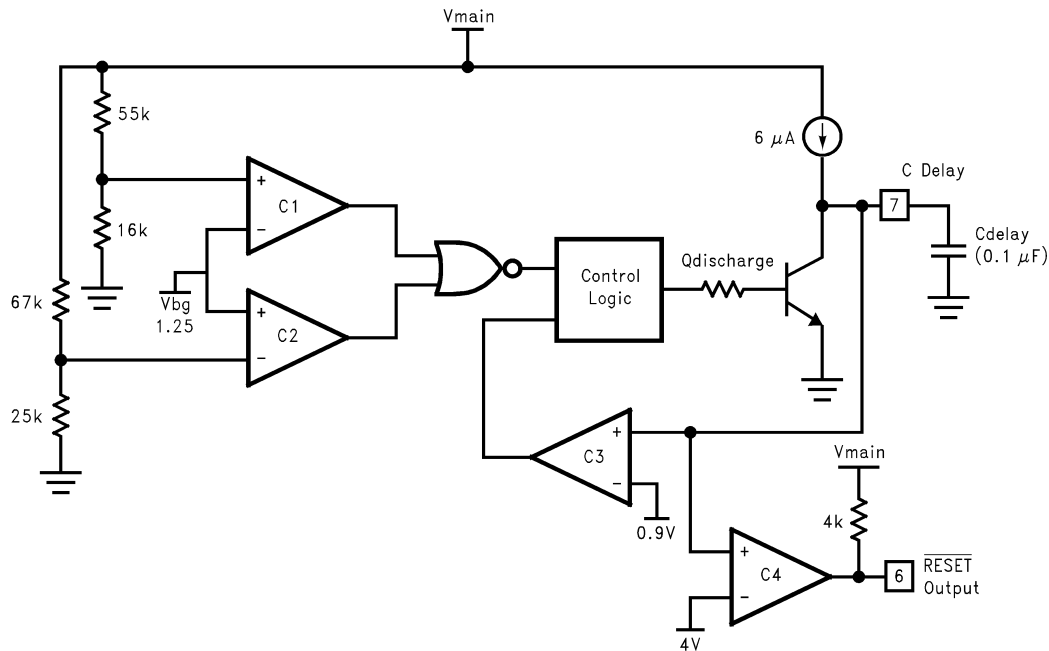 Vmain
55k
6 μA
C Delay
+
C1
−
7
16k
Cdelay
(0.1 μF)
Control
Logic
Qdischarge
67k
Vbg
1.25
+
C2
−
25k
+
C3
−
Vmain
0.9V
4k
+
C4
−
6
RESET
Output
4V